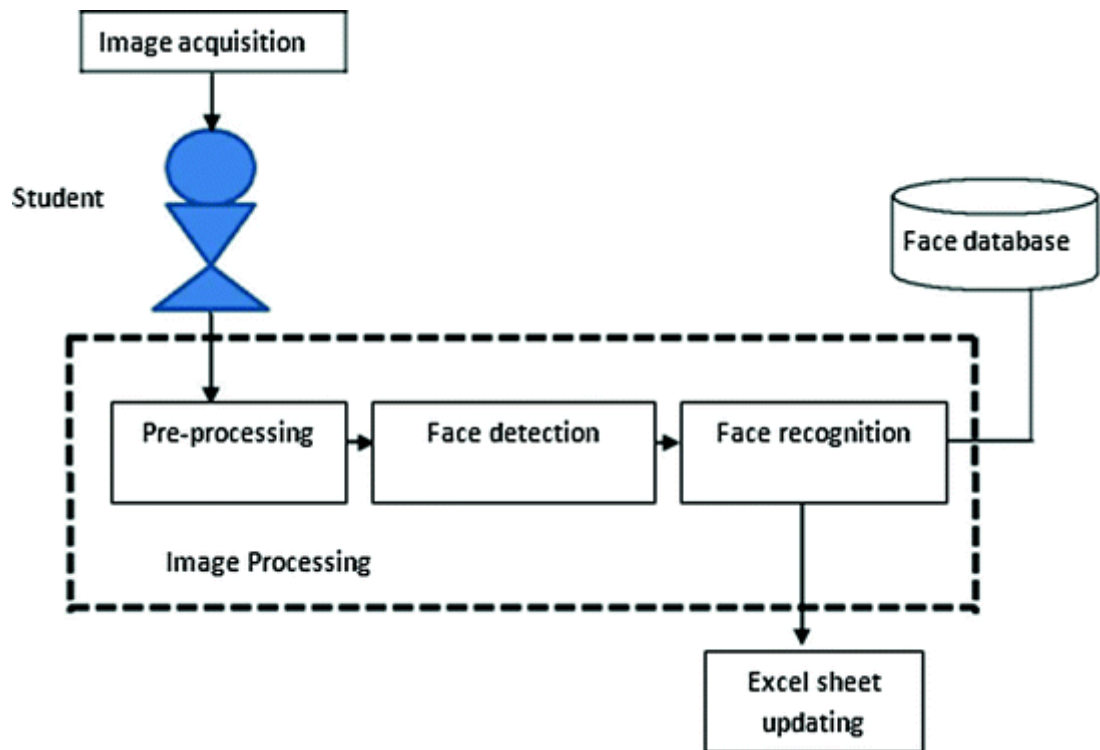 Image acquisition
Student
Face database
Pre-processing
Face detection
Face recognition
Image Processing
Excel sheet
updating